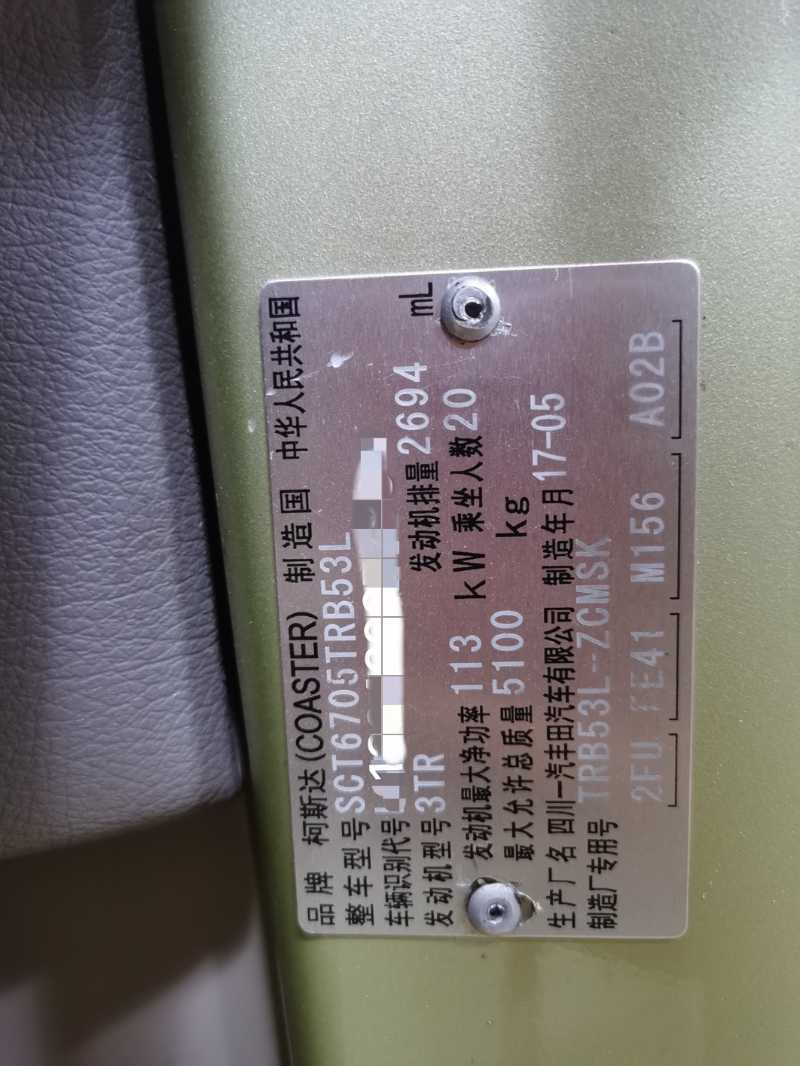 品牌 柯斯达(COASTER) 制造国 中华人民共和国
整车型号 SCT6705TRB53L
车辆识别代号
发动机型号 3TR 发动机排量 2694 mL
发动机最大净功率 113 kW 乘坐人数 20
最大允许总质量 5100 kg
生产厂名 四川一汽丰田汽车有限公司 制造年月 17-05
制造厂专用号 TRB53L-ZCMSK
2FU FE41 M156 A02B